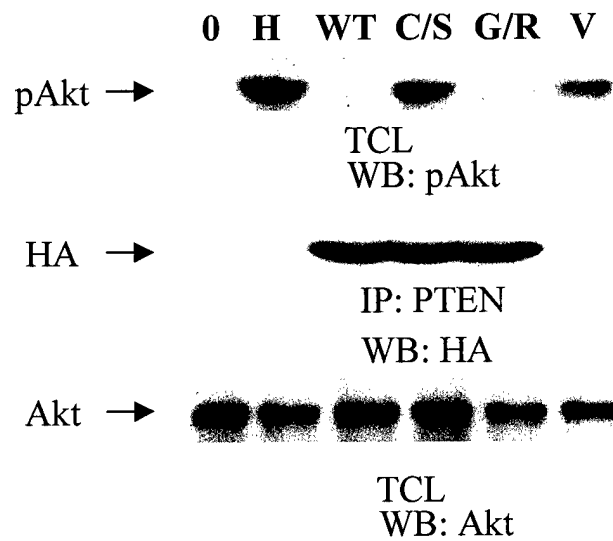 0 H WT C/S G/R V
pAkt
TCL
WB: pAkt
HA
IP: PTEN
WB: HA
Akt
TCL
WB: Akt